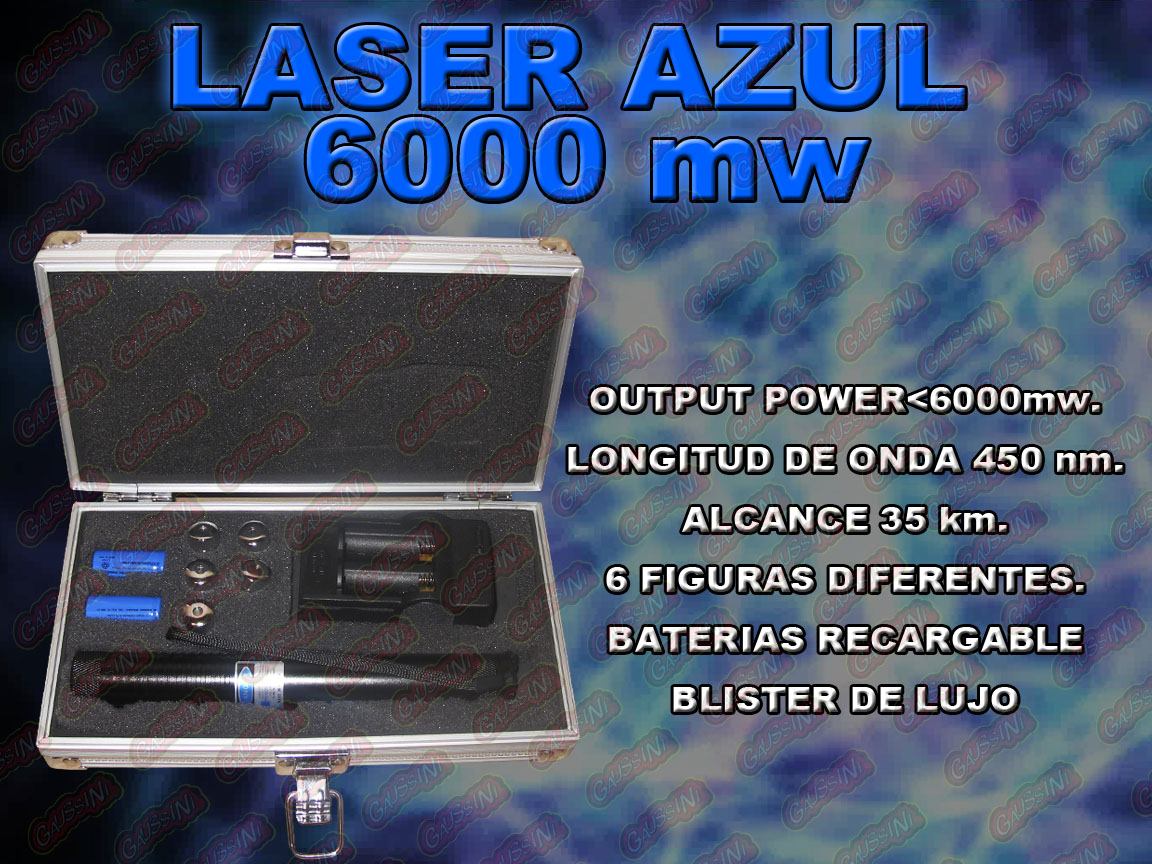 LASER AZUL
6000 mw
OUTPUT POWER<6000mw.
LONGITUD DE ONDA 450 nm.
ALCANCE 35 km.
6 FIGURAS DIFERENTES.
BATERIAS RECARGABLE
BLISTER DE LUJO
GAUSSINI